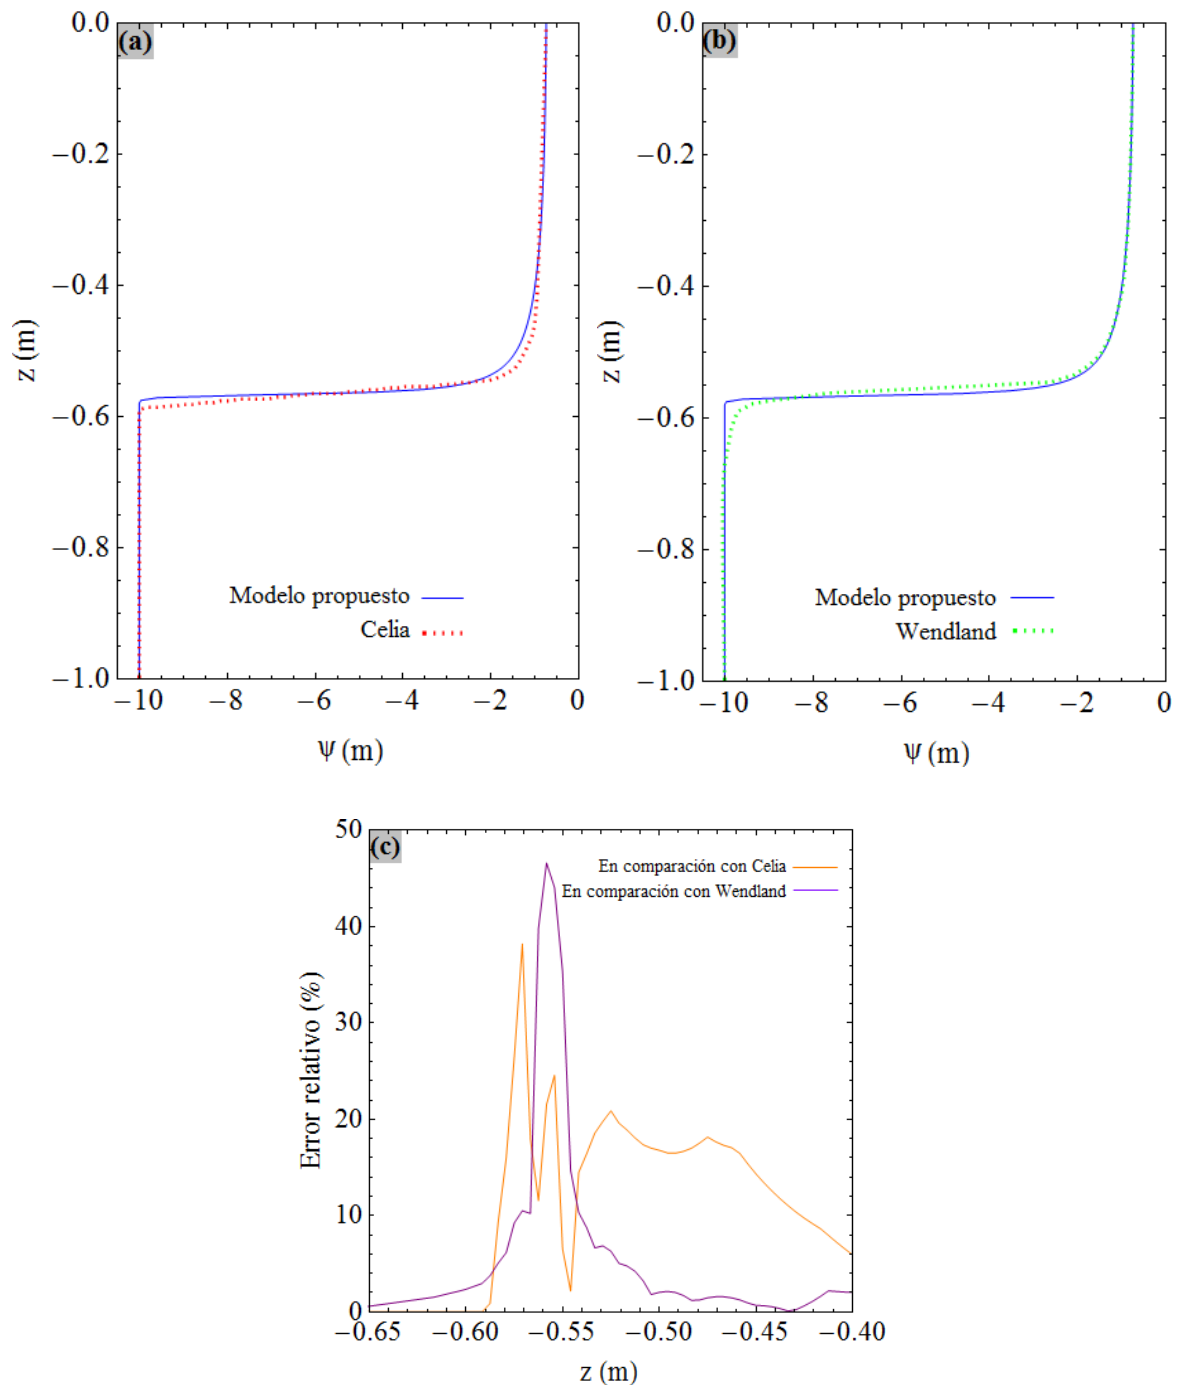 (a)
0.0
−0.2
−0.4
−0.6
−0.8
−1.0
z (m)
Modelo propuesto
Celia
−10 −8 −6 −4 −2 0
ψ (m)
(b)
0.0
−0.2
−0.4
−0.6
−0.8
−1.0
z (m)
Modelo propuesto
Wendland
−10 −8 −6 −4 −2 0
ψ (m)
(c)
50
40
30
20
10
0
Error relativo (%)
En comparación con Celia
En comparación con Wendland
−0.65 −0.60 −0.55 −0.50 −0.45 −0.40
z (m)